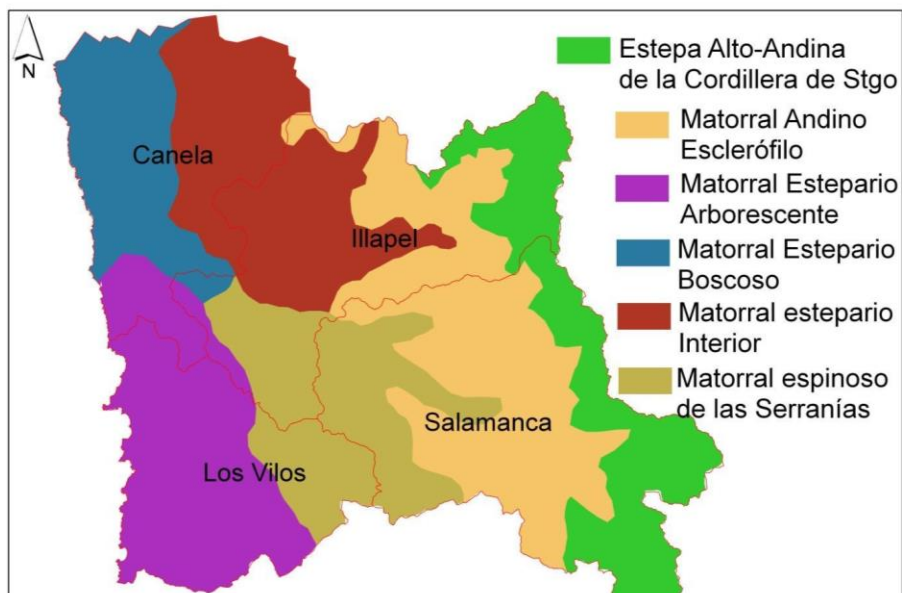 N
Estepa Alto-Andina
de la Cordillera de Stgo
Matorral Andino
Esclerófilo
Matorral Estepario
Arborescente
Matorral Estepario
Boscoso
Matorral estepario
Interior
Matorral espinoso
de las Serranías
Canela
Illapel
Salamanca
Los Vilos